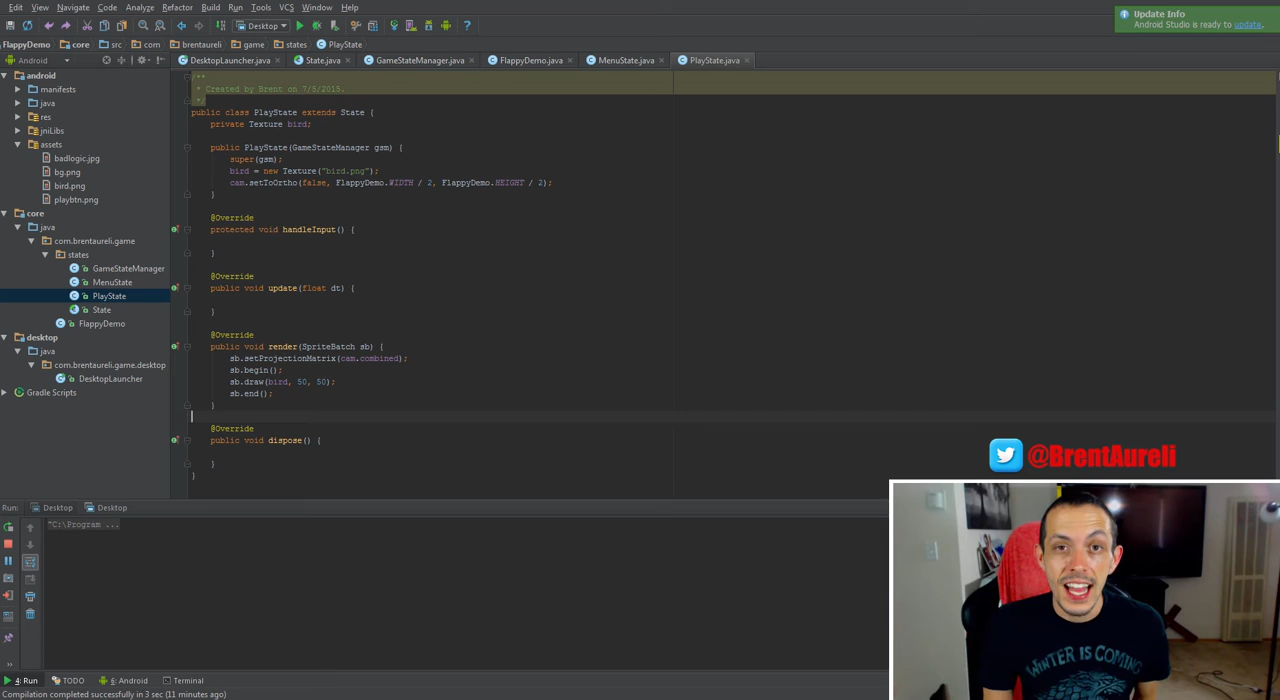 Edit View Navigate Code Analyze Refactor Build Run Tools VCS Window Help
Desktop
Update Info
Android Studio is ready to update.
FlappyDemo core src com brentaureli game states PlayState
Android
DesktopLauncher.java State.java GameStateManager.java FlappyDemo.java MenuState.java PlayState.java
android
manifests
java
res
jniLibs
assets
badlogic.jpg
bg.png
bird.png
playbtn.png
core
java
com.brentaureli.game
states
GameStateManager
MenuState
PlayState
State
FlappyDemo
desktop
java
com.brentaureli.game.desktop
DesktopLauncher
Gradle Scripts
/**
* Created by Brent on 7/5/2015.
*/
public class PlayState extends State {
private Texture bird;
public PlayState(GameStateManager gsm) {
super(gsm);
bird = new Texture("bird.png");
cam.setToOrtho(false, FlappyDemo.WIDTH / 2, FlappyDemo.HEIGHT / 2);
}
@Override
protected void handleInput() {
}
@Override
public void update(float dt) {
}
@Override
public void render(SpriteBatch sb) {
sb.setProjectionMatrix(cam.combined);
sb.begin();
sb.draw(bird, 50, 50);
sb.end();
}
@Override
public void dispose() {
}
}
@BrentAureli
Run: Desktop Desktop
"C:\Program ...
WINTER IS COMING
4: Run TODO 6: Android Terminal
Compilation completed successfully in 3 sec (11 minutes ago)